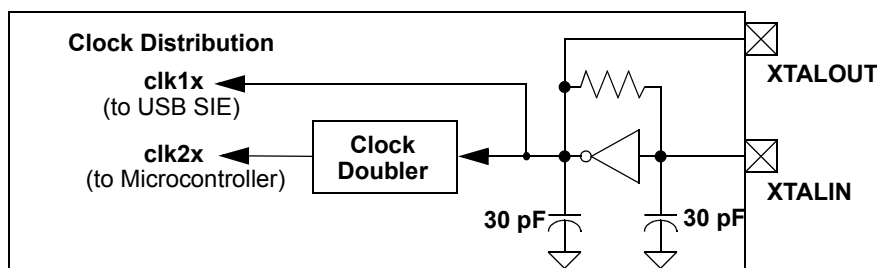 Clock Distribution
clk1x
(to USB SIE)
clk2x
(to Microcontroller)
Clock
Doubler
XTALOUT
XTALIN
30 pF
30 pF